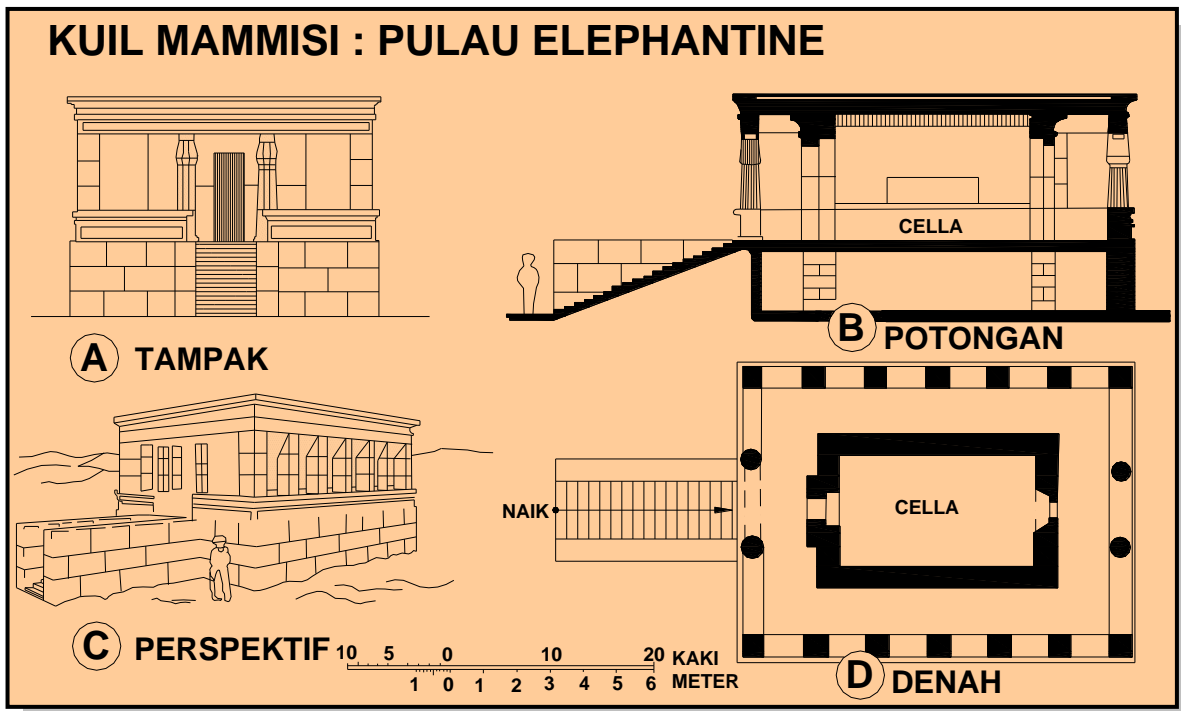 KUIL MAMMISI : PULAU ELEPHANTINE
CELLA
A TAMPAK
B POTONGAN
NAIK
CELLA
C PERSPEKTIF
10 5 0 10 20 KAKI
1 0 1 2 3 4 5 6 METER
D DENAH